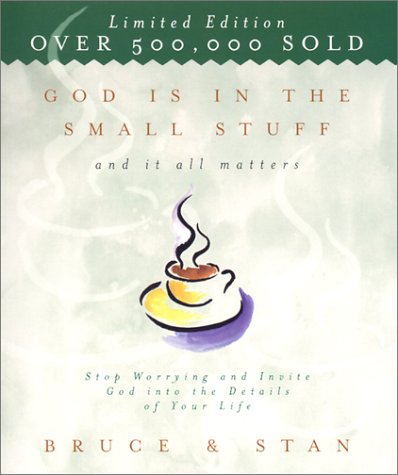 Limited Edition
OVER 500,000 SOLD
GOD IS IN THE
SMALL STUFF
and it all matters
Stop Worrying and Invite
God into the Details
of Your Life
BRUCE & STAN